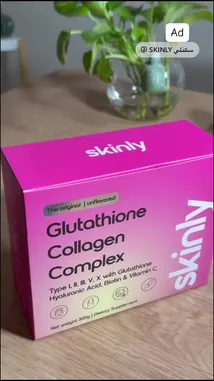 Ad
SKINLY سكنلي
skinly
The original | unflavored
Glutathione
Collagen
Complex
Type I, II, III, V, X with Glutathione
Hyaluronic Acid, Biotin & Vitamin C
Net weight 300g | Dietary Supplement
skinly